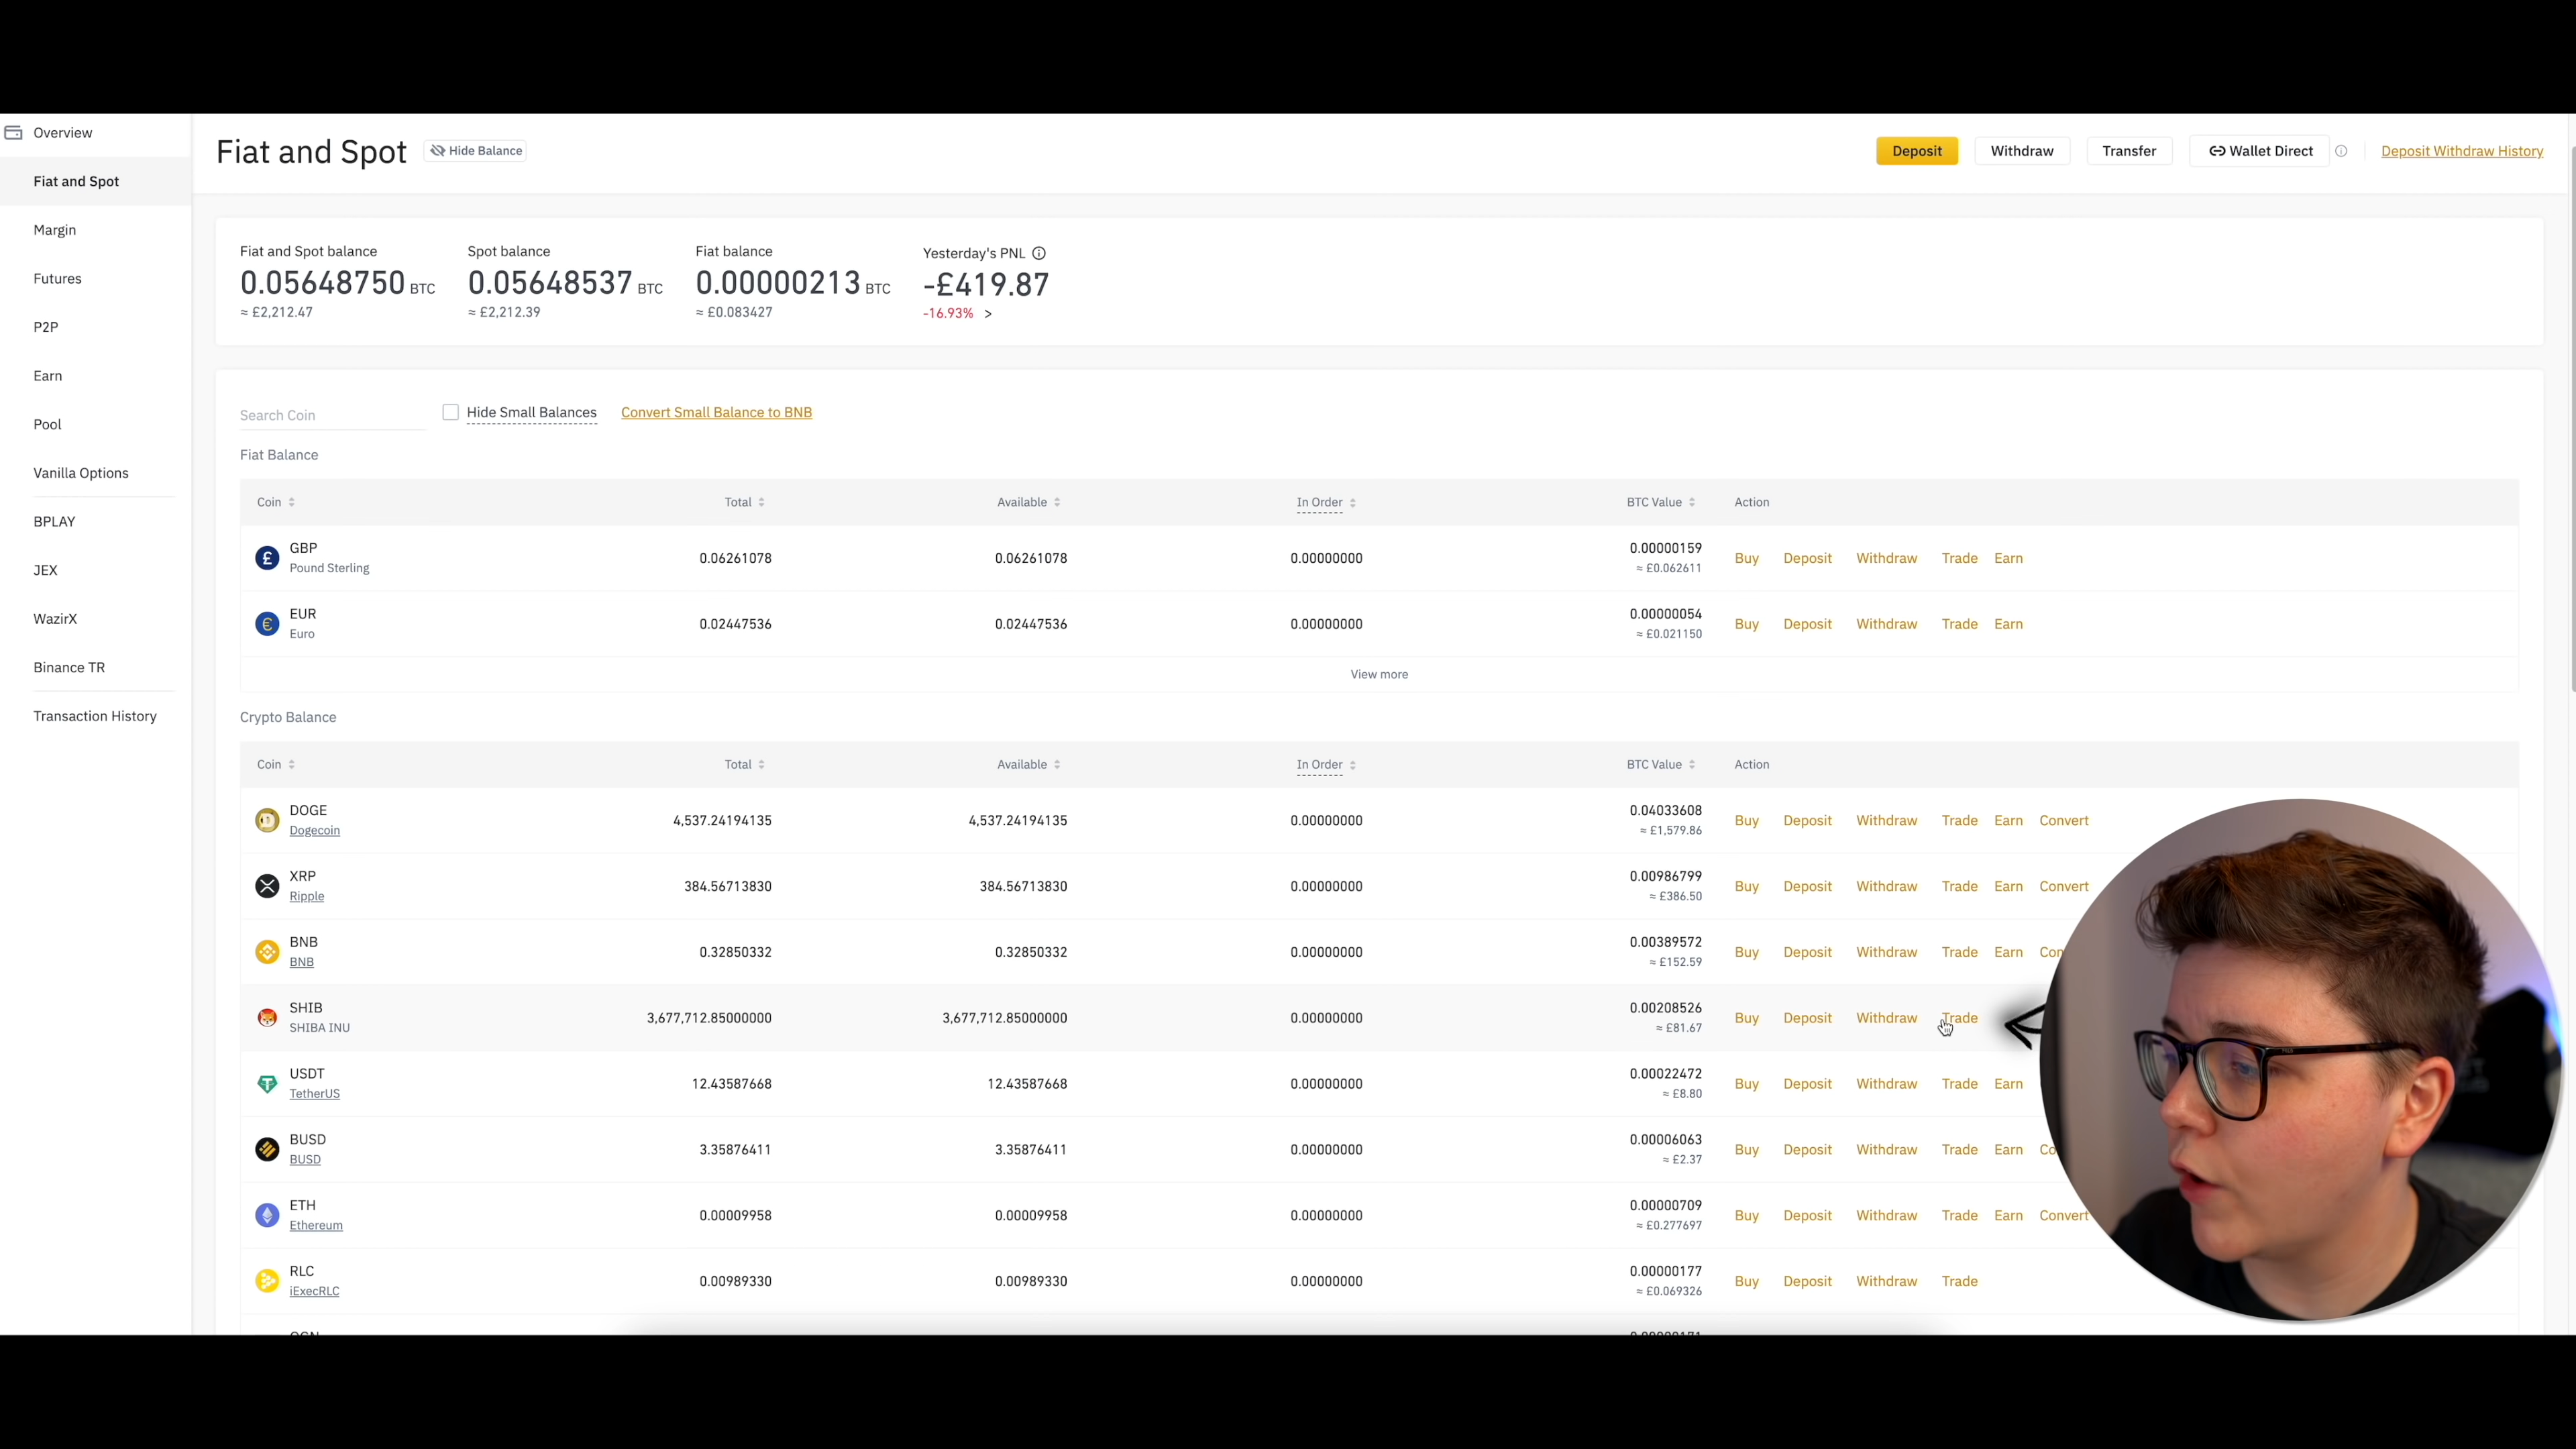 Overview
Fiat and Spot
Margin
Futures
P2P
Earn
Pool
Vanilla Options
BPLAY
JEX
WazirX
Binance TR
Transaction History
Fiat and Spot Hide Balance Deposit Withdraw Transfer Wallet Direct Deposit Withdraw History
Fiat and Spot balance Spot balance Fiat balance Yesterday's PNL
0.05648750 BTC 0.05648537 BTC 0.00000213 BTC -£419.87
≈ £2,212.47 ≈ £2,212.39 ≈ £0.083427 -16.93% >
Search Coin Hide Small Balances Convert Small Balance to BNB
Fiat Balance
Coin Total Available In Order BTC Value Action
GBP 0.06261078 0.06261078 0.00000000 0.00000159 Buy Deposit Withdraw Trade Earn
Pound Sterling ≈ £0.062611
EUR 0.02447536 0.02447536 0.00000000 0.00000054 Buy Deposit Withdraw Trade Earn
Euro ≈ £0.021150
View more
Crypto Balance
Coin Total Available In Order BTC Value Action
DOGE 4,537.24194135 4,537.24194135 0.00000000 0.04033608 Buy Deposit Withdraw Trade Earn Convert
Dogecoin ≈ £1,579.86
XRP 384.56713830 384.56713830 0.00000000 0.00986799 Buy Deposit Withdraw Trade Earn Convert
Ripple ≈ £386.50
BNB 0.32850332 0.32850332 0.00000000 0.00389572 Buy Deposit Withdraw Trade Earn
BNB ≈ £152.59
SHIB 3,677,712.85000000 3,677,712.85000000 0.00000000 0.00208526 Buy Deposit Withdraw Trade
SHIBA INU ≈ £81.67
USDT 12.43587668 12.43587668 0.00000000 0.00022472 Buy Deposit Withdraw Trade Earn
TetherUS ≈ £8.80
BUSD 3.35876411 3.35876411 0.00000000 0.00006063 Buy Deposit Withdraw Trade Earn
BUSD ≈ £2.37
ETH 0.00009958 0.00009958 0.00000000 0.00000709 Buy Deposit Withdraw Trade Earn Convert
Ethereum ≈ £0.277697
RLC 0.00989330 0.00989330 0.00000000 0.00000177 Buy Deposit Withdraw Trade
iExecRLC ≈ £0.069326